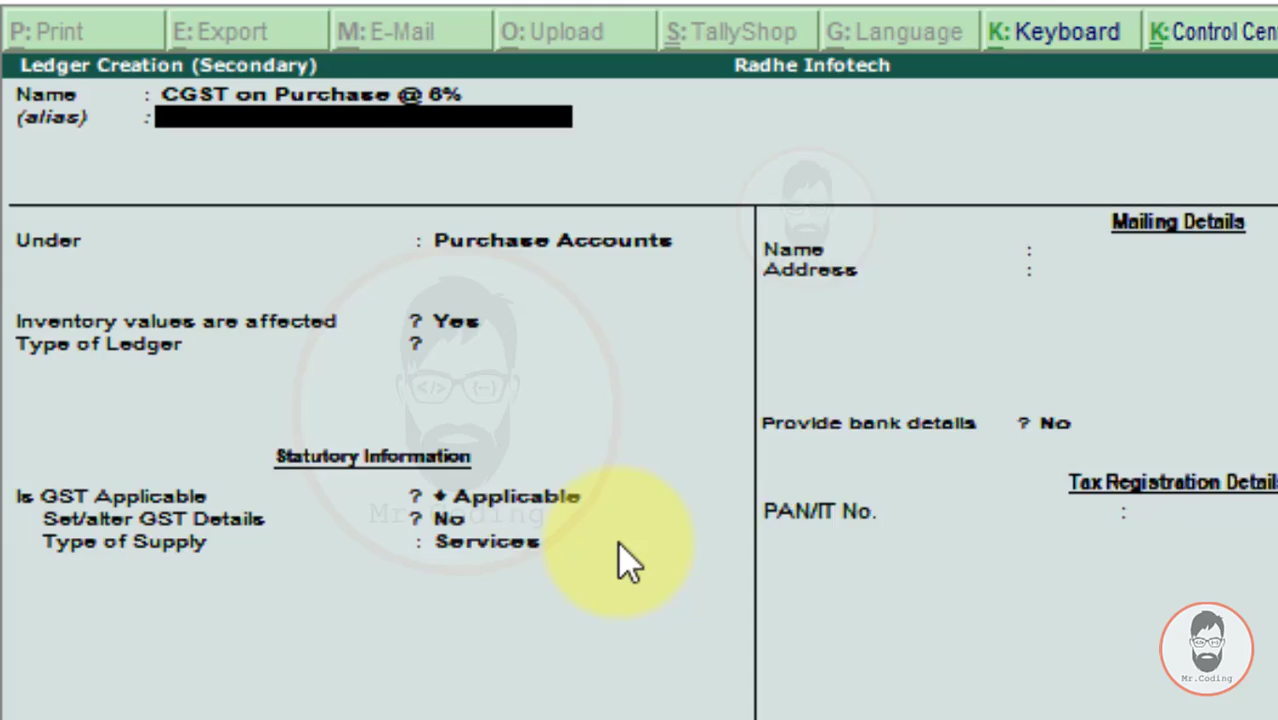 P: Print E: Export M: E-Mail O: Upload S: TallyShop G: Language K: Keyboard K: Control Cen
Ledger Creation (Secondary) Radhe Infotech
Name : CGST on Purchase @ 6%
(alias) :
Mailing Details
Under : Purchase Accounts
Name :
Address :
Inventory values are affected ? Yes
Type of Ledger ?
Provide bank details ? No
Statutory Information
Tax Registration Details
Is GST Applicable ? ♦ Applicable
Set/alter GST Details ? No
PAN/IT No. :
Type of Supply : Services
Mr.Coding
Mr.Coding